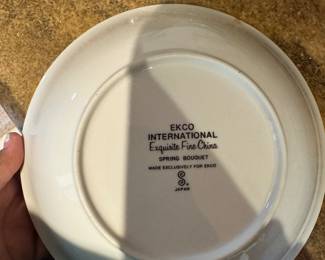 EKCO
INTERNATIONAL
Exquisite Fine China
SPRING BOUQUET
MADE EXCLUSIVELY FOR EKCO
JAPAN